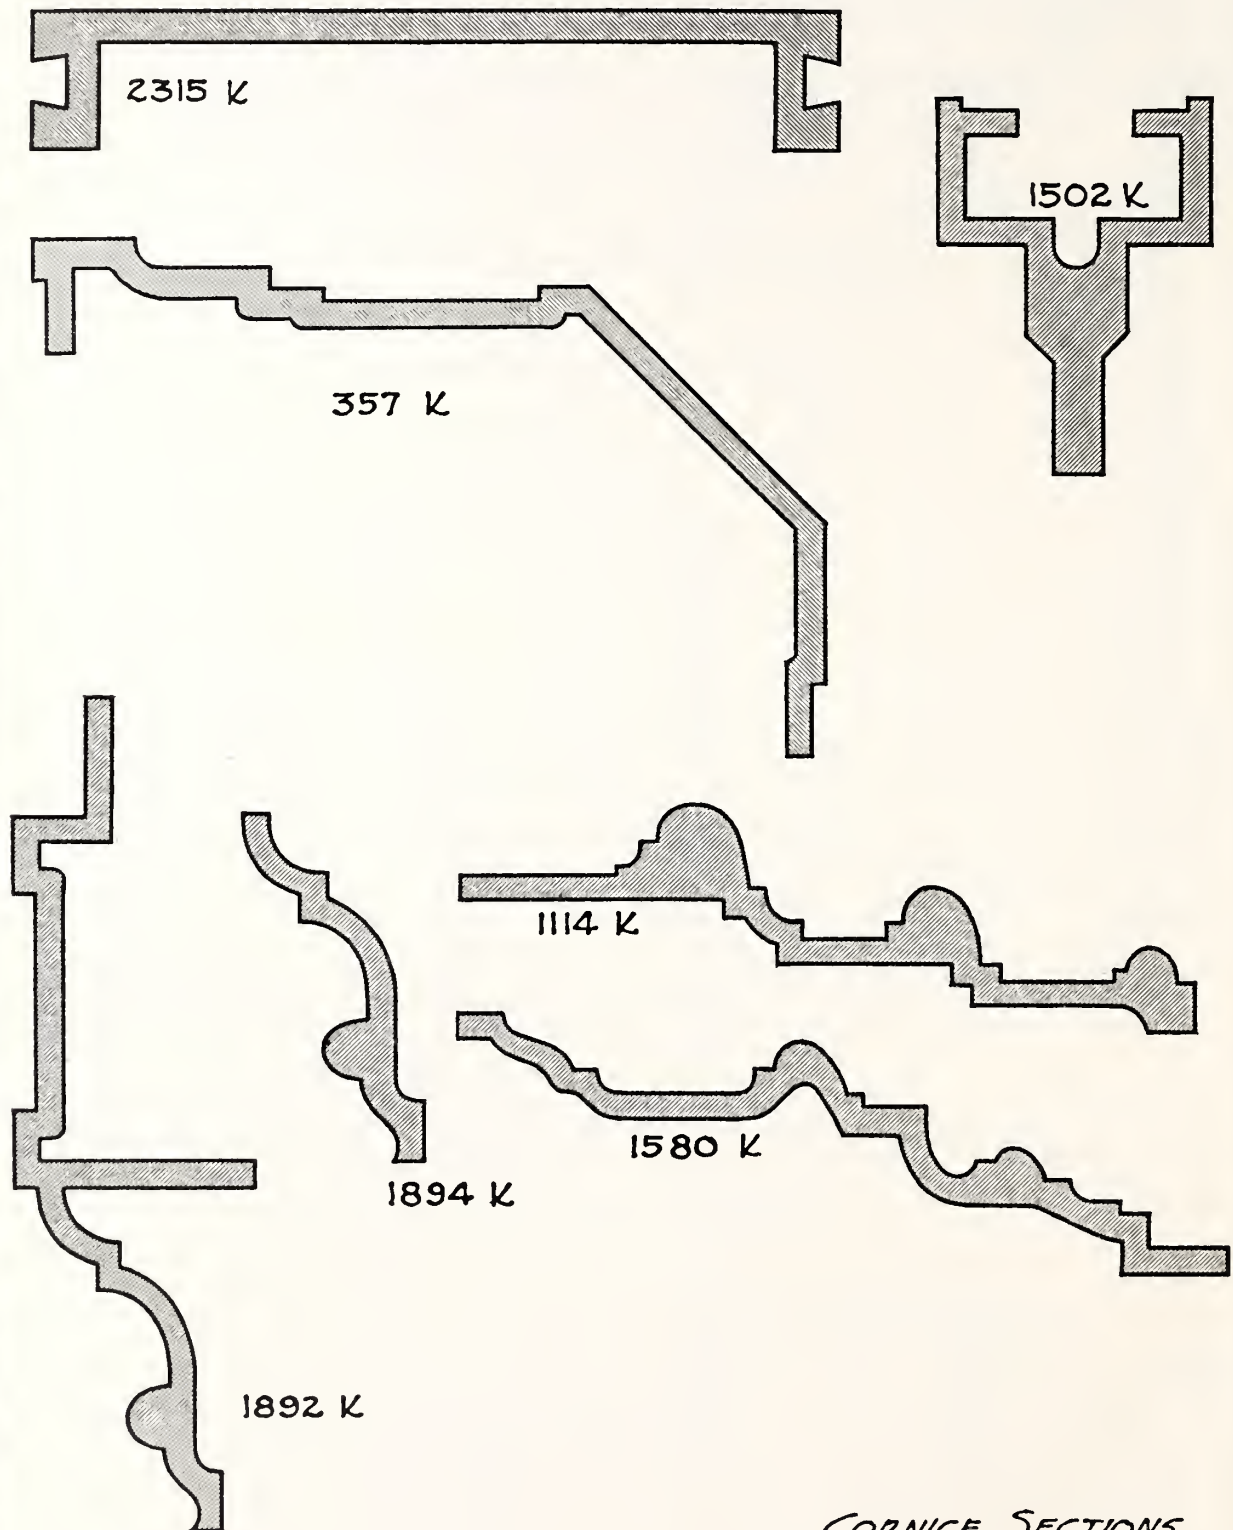 2315 K
1502 K
357 K
1114 K
1580 K
1894 K
1892 K
CORNICE SECTIONS